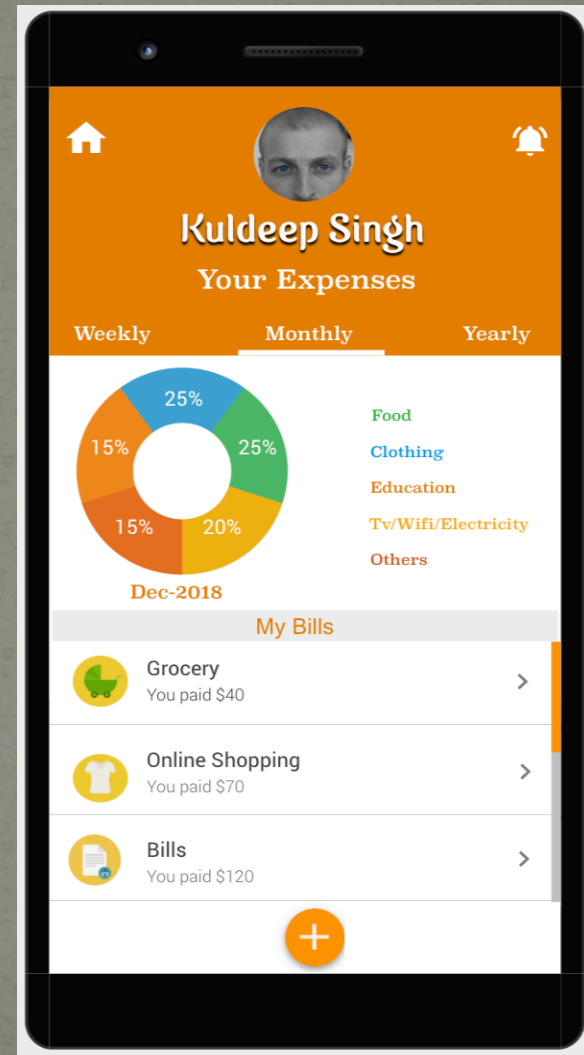 Kuldeep Singh
Your Expenses
Weekly Monthly Yearly
25%
15% 25%
15% 20%
Food
Clothing
Education
Tv/Wifi/Electricity
Others
Dec-2018
My Bills
Grocery
You paid $40
Online Shopping
You paid $70
Bills
You paid $120